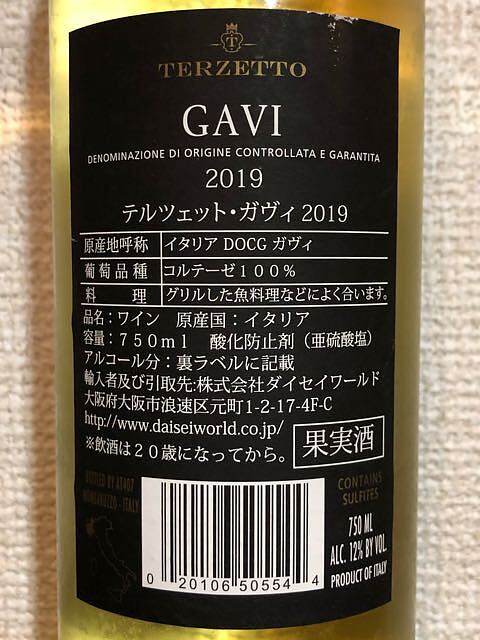 T
TERZETTO
GAVI
DENOMINAZIONE DI ORIGINE CONTROLLATA E GARANTITA
2019
テルツェット・ガヴィ 2019
原産地呼称 イタリア DOCG ガヴィ
葡萄品種 コルテーゼ１００％
料 理 グリルした魚料理などによく合います。
品名：ワイン 原産国：イタリア
容量：７５０ｍｌ 酸化防止剤（亜硫酸塩）
アルコール分：裏ラベルに記載
輸入者及び引取先:株式会社ダイセイワールド
大阪府大阪市浪速区元町1-2-17-4F-C
http://www.daiseiworld.co.jp/
※飲酒は２０歳になってから。
果実酒
BOTTLED BY AT407
MOMBARUZZO - ITALY
CONTAINS
SULFITES
750 ML
ALC. 12% BY VOL.
PRODUCT OF ITALY
0 20106 50554 4